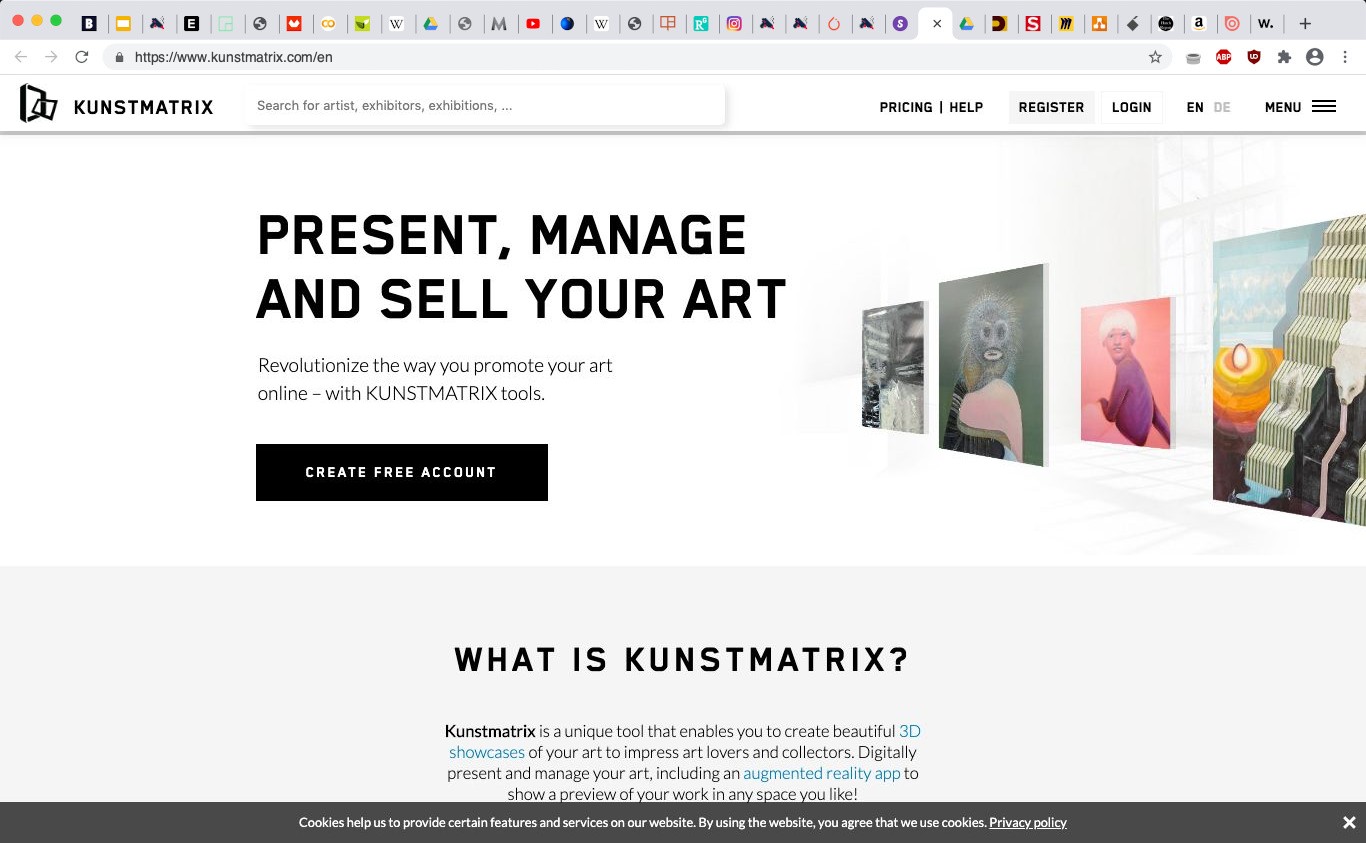 https://www.kunstmatrix.com/en
ABP
KUNSTMATRIX
Search for artist, exhibitors, exhibitions, ...
PRICING | HELP
REGISTER
LOGIN
EN DE
MENU
PRESENT, MANAGE
AND SELL YOUR ART
Revolutionize the way you promote your art
online – with KUNSTMATRIX tools.
CREATE FREE ACCOUNT
WHAT IS KUNSTMATRIX?
Kunstmatrix is a unique tool that enables you to create beautiful 3D
showcases of your art to impress art lovers and collectors. Digitally
present and manage your art, including an augmented reality app to
show a preview of your work in any space you like!
Cookies help us to provide certain features and services on our website. By using the website, you agree that we use cookies. Privacy policy